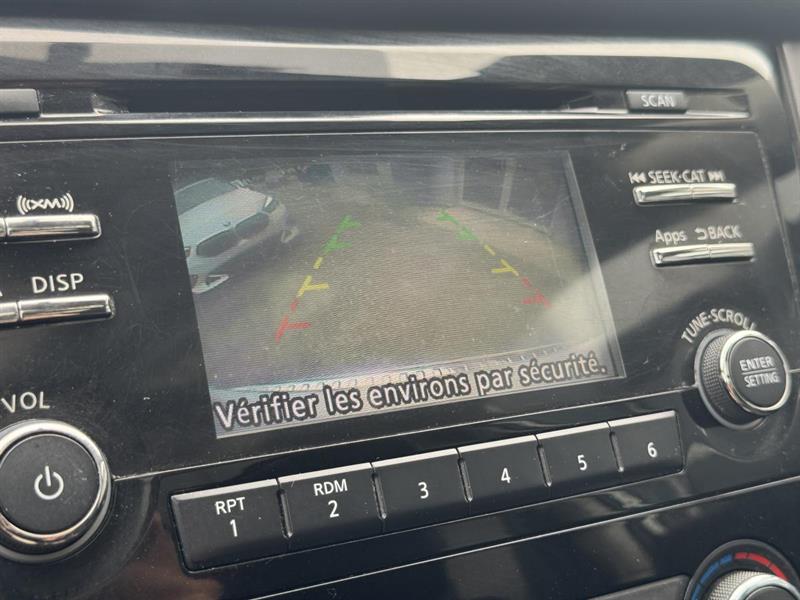 SCAN
XM
SEEK·CAT
Apps
BACK
DISP
TUNE·SCROLL
ENTER
SETTING
Vérifier les environs par sécurité.
VOL
RPT
1
RDM
2
3
4
5
6